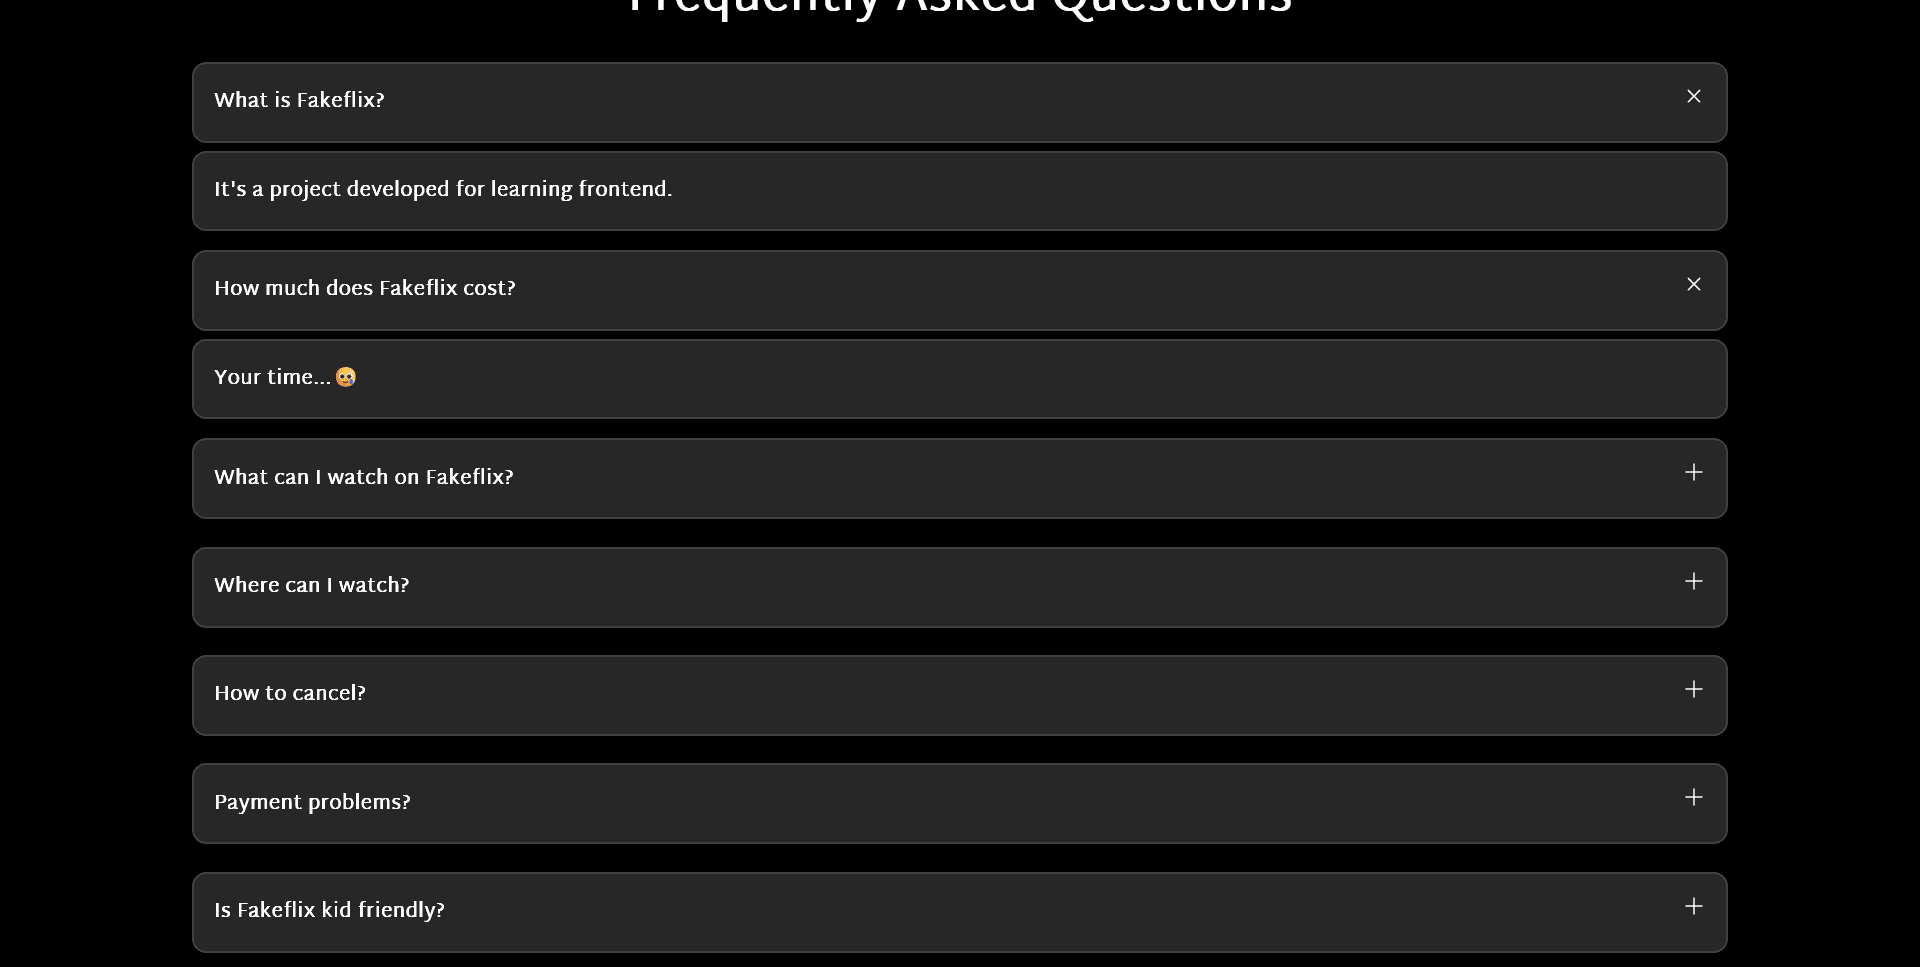 Frequently Asked Questions
What is Fakeflix?
It's a project developed for learning frontend.
How much does Fakeflix cost?
Your time... 🥲
What can I watch on Fakeflix?
Where can I watch?
How to cancel?
Payment problems?
Is Fakeflix kid friendly?